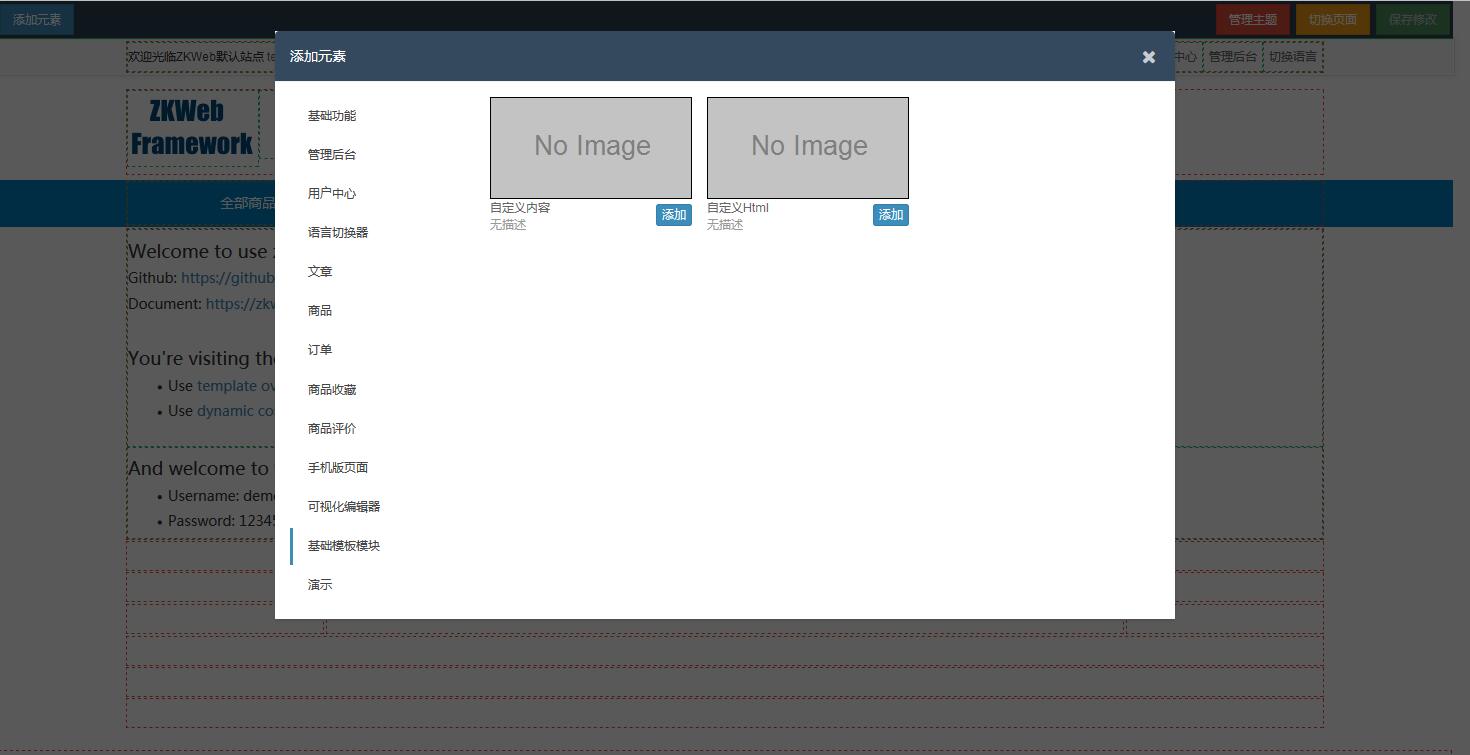 添加元素
管理主题
切换页面
保存修改
欢迎光临ZKWeb默认站点
中心
管理后台
切换语言
ZKWeb
Framework
全部商品
Welcome to use
Github: https://github
Document: https://zkw
You're visiting the
• Use template ov
• Use dynamic co
And welcome to
• Username: demo
• Password: 12345
添加元素
基础功能
管理后台
用户中心
语言切换器
文章
商品
订单
商品收藏
商品评价
手机版页面
可视化编辑器
基础模板模块
演示
No Image
自定义内容
无描述
添加
No Image
自定义Html
无描述
添加